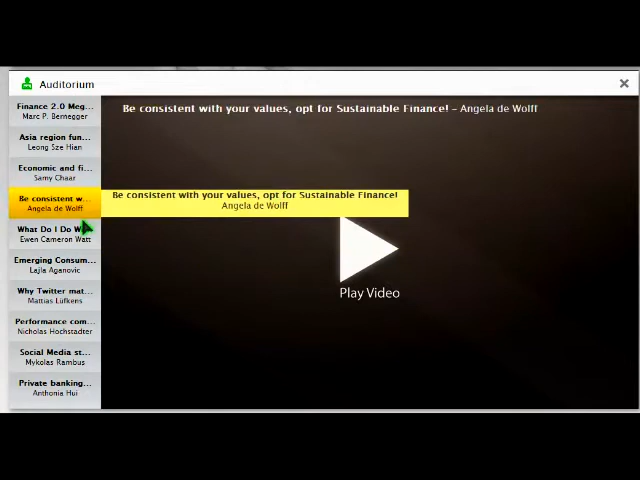 Auditorium
Be consistent with your values, opt for Sustainable Finance! – Angela de Wolff
Finance 2.0 Meg...
Marc P. Bernegger
Asia region fun...
Leong Sze Hian
Economic and fi...
Samy Chaar
Be consistent w...
Angela de Wolff
Be consistent with your values, opt for Sustainable Finance!
Angela de Wolff
What Do I Do W
Ewen Cameron Watt
Emerging Consum...
Lajla Aganovic
Why Twitter mat...
Mattias Lüfkens
Performance com...
Nicholas Hochstadter
Social Media st...
Mykolas Rambus
Private banking...
Anthonia Hui
Play Video